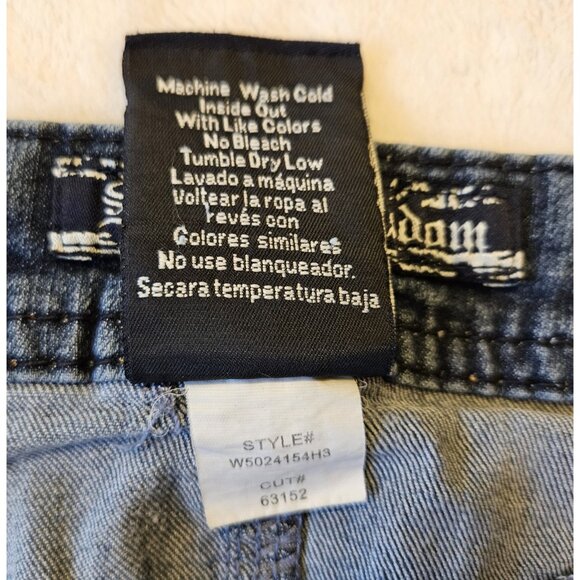 Machine Wash Cold
Inside Out
With Like Colors
No Bleach
Tumble Dry Low
Lavado a máquina
Voltear la ropa al
revés con
Colores similares
No use blanqueador.
Secara temperatura baja
STYLE#
W5024154H3
CUT#
63152